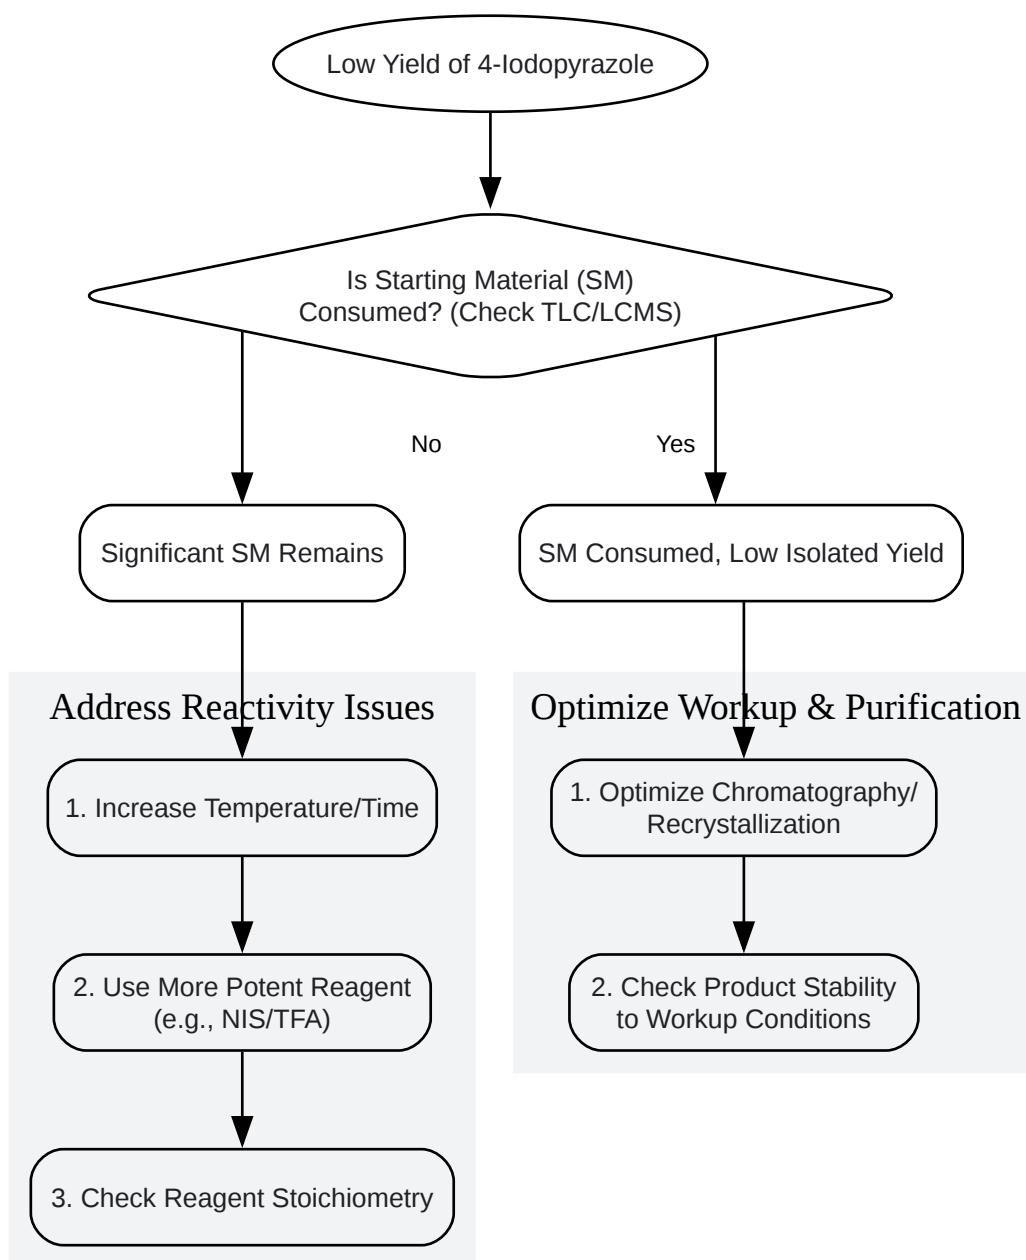 Low Yield of 4-Iodopyrazole
Is Starting Material (SM)
Consumed? (Check TLC/LCMS)
No
Yes
Significant SM Remains
SM Consumed, Low Isolated Yield
Address Reactivity Issues
Optimize Workup & Purification
1. Increase Temperature/Time
1. Optimize Chromatography/
Recrystallization
2. Use More Potent Reagent
(e.g., NIS/TFA)
2. Check Product Stability
to Workup Conditions
3. Check Reagent Stoichiometry